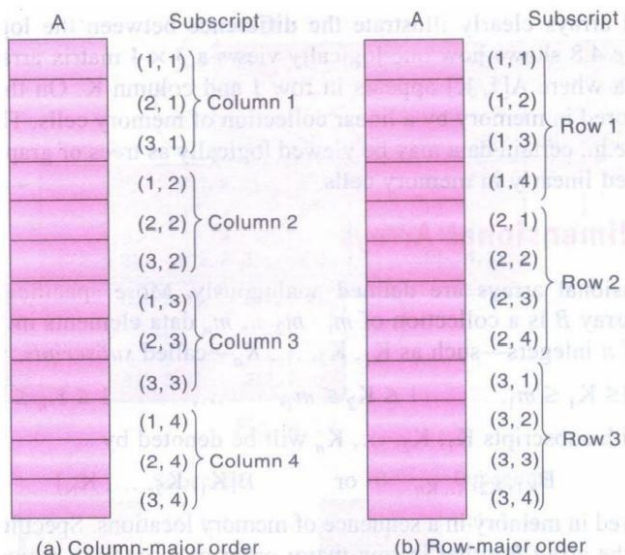 A Subscript
(1, 1)
(2, 1) Column 1
(3, 1)
(1, 2)
(2, 2) Column 2
(3, 2)
(1, 3)
(2, 3) Column 3
(3, 3)
(1, 4)
(2, 4) Column 4
(3, 4)
(a) Column-major order
A Subscript
(1, 1)
(1, 2) Row 1
(1, 3)
(1, 4)
(2, 1)
(2, 2) Row 2
(2, 3)
(2, 4)
(3, 1)
(3, 2) Row 3
(3, 3)
(3, 4)
(b) Row-major order